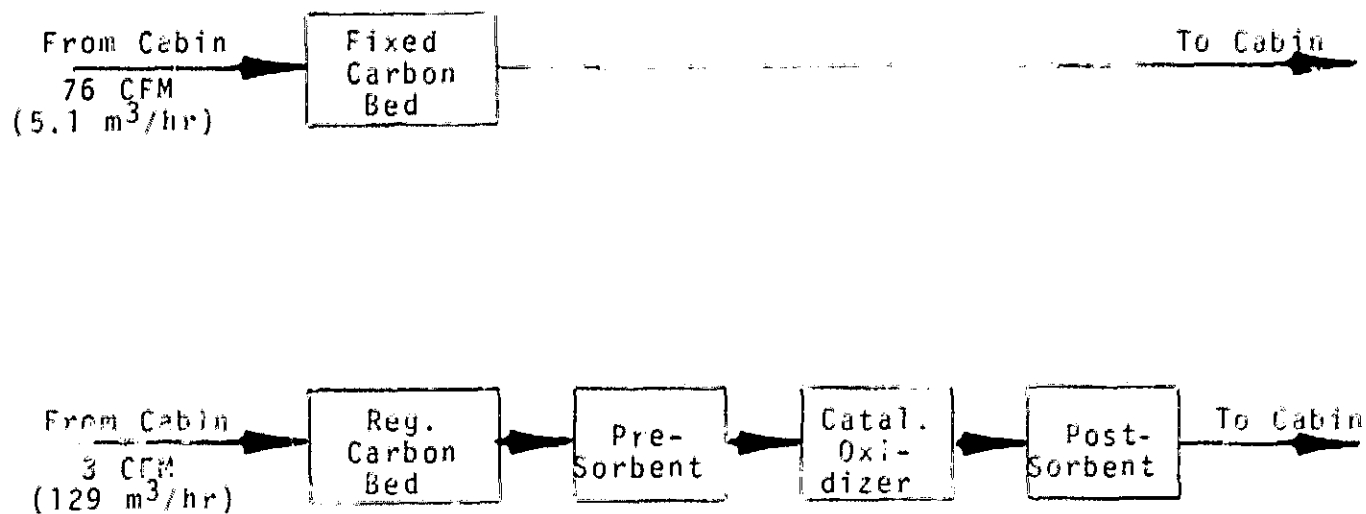 From Cabin
76 CFM
(5.1 m³/hr)
Fixed
Carbon
Bed
To Cabin
From Cabin
3 CFM
(129 m³/hr)
Reg.
Carbon
Bed
Pre-
Sorbent
Catal.
Oxi-
dizer
Post-
Sorbent
To Cabin